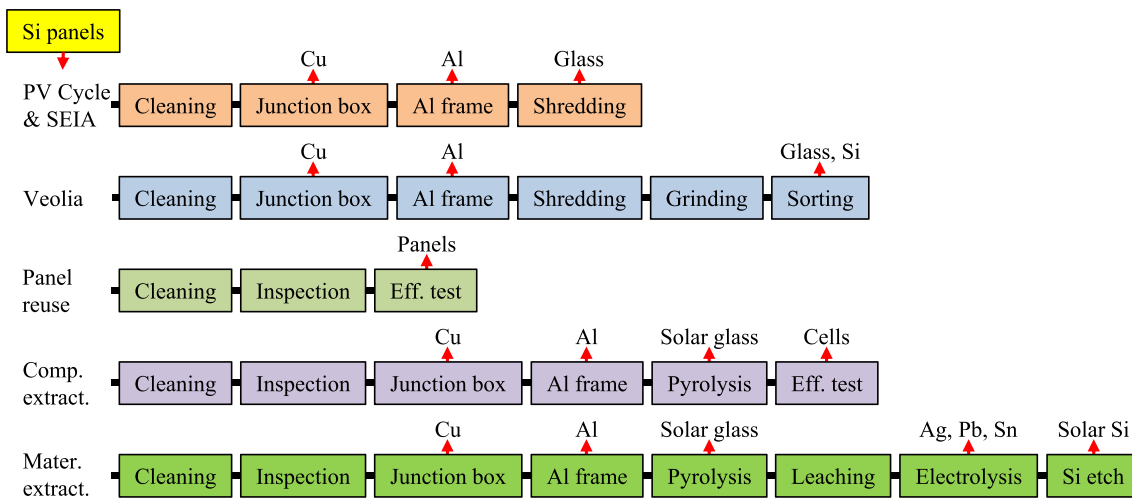 Si panels
Cu Al Glass
PV Cycle
& SEIA
Cleaning Junction box Al frame Shredding
Cu Al Glass, Si
Veolia Cleaning Junction box Al frame Shredding Grinding Sorting
Panels
Panel
reuse
Cleaning Inspection Eff. test
Cu Al Solar glass Cells
Comp.
extract.
Cleaning Inspection Junction box Al frame Pyrolysis Eff. test
Cu Al Solar glass Ag, Pb, Sn Solar Si
Mater.
extract.
Cleaning Inspection Junction box Al frame Pyrolysis Leaching Electrolysis Si etch